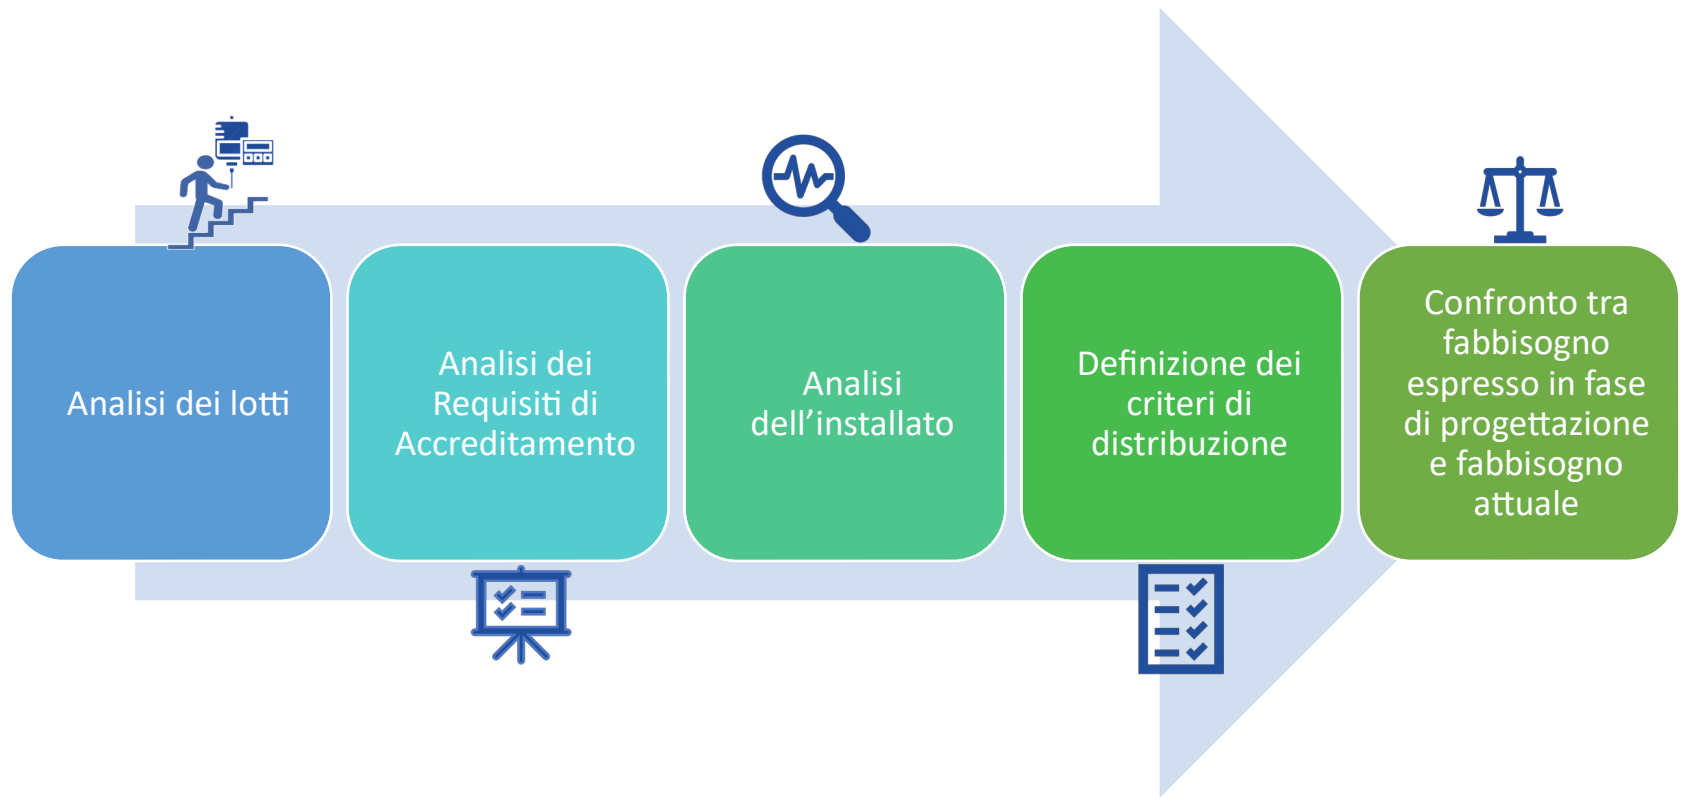 Analisi dei lotti
Analisi dei
Requisiti di
Accreditamento
Analisi
dell’installato
Definizione dei
criteri di
distribuzione
Confronto tra
fabbisogno
espresso in fase
di progettazione
e fabbisogno
attuale